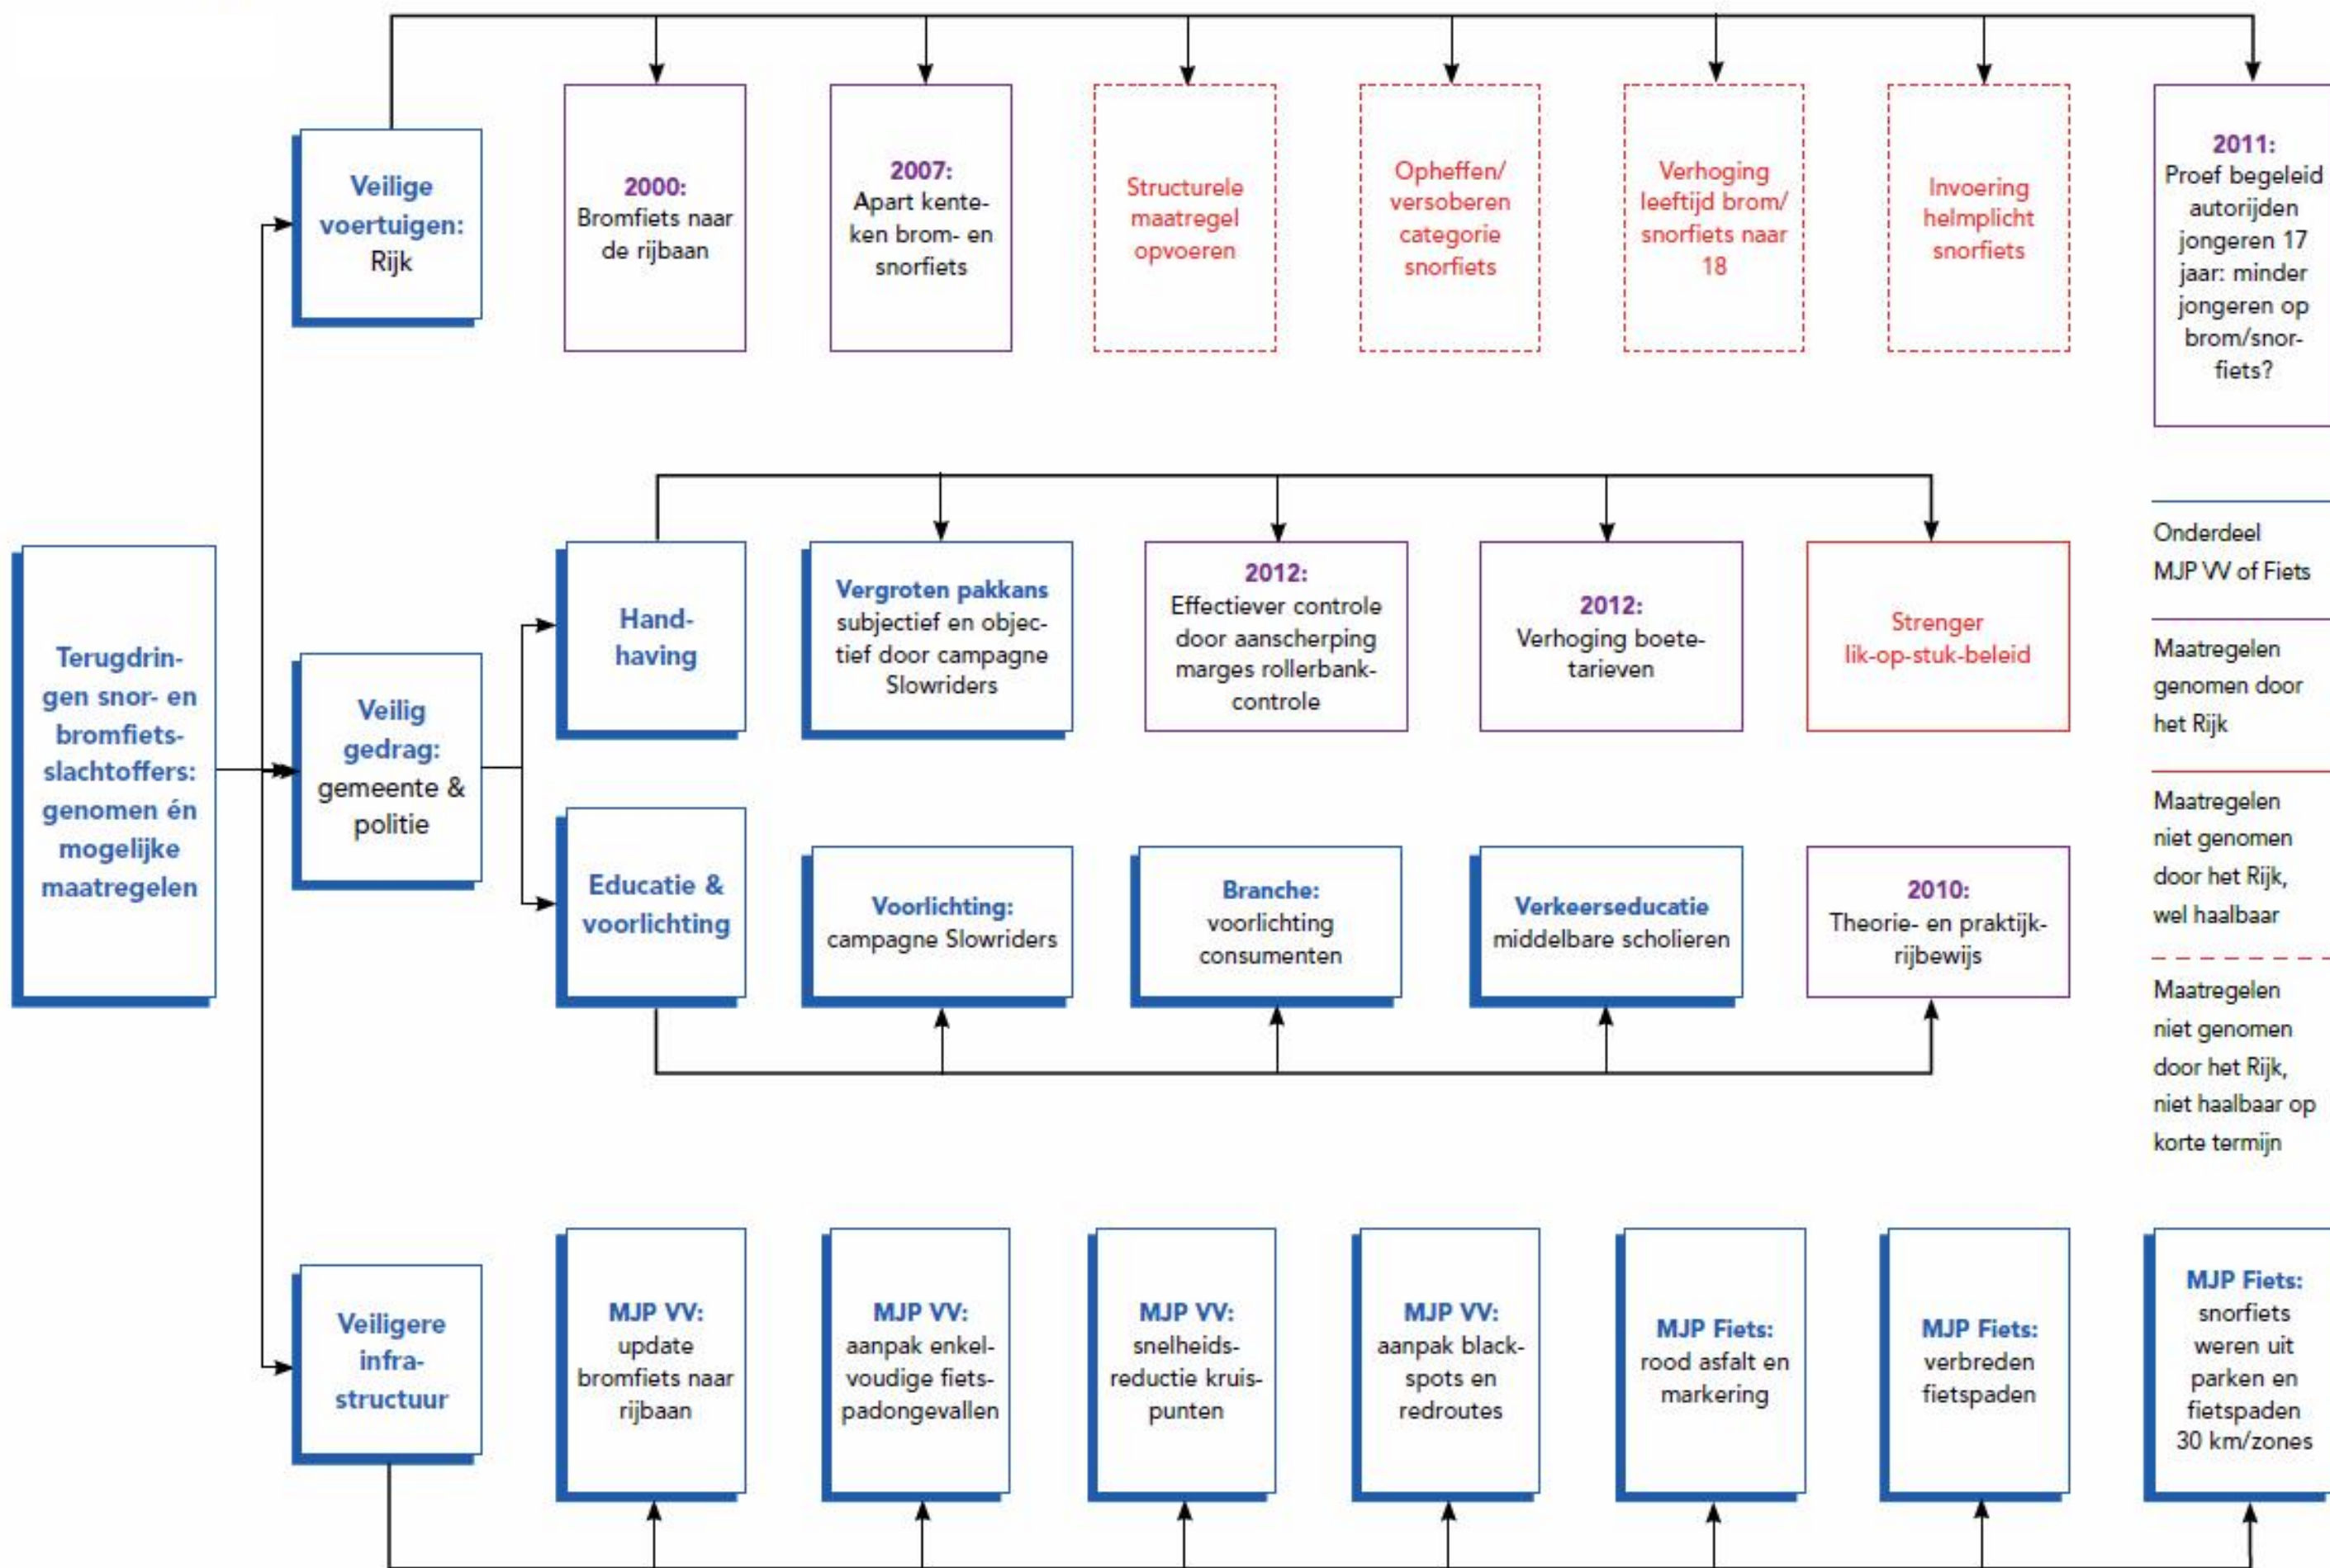 Veilige
voertuigen:
Rijk
2000:
Bromfiets naar
de rijbaan
2007:
Apart kente-
ken brom- en
snorfiets
Structurele
maatregel
opvoeren
Opheffen/
versoberen
categorie
snorfiets
Verhoging
leeftijd brom/
snorfiets naar
18
Invoering
helmplicht
snorfiets
2011:
Proef begeleid
autorijden
jongeren 17
jaar: minder
jongeren op
brom/snor-
fiets?
Terugdrin-
gen snor- en
bromfiets-
slachtoffers:
genomen én
mogelijke
maatregelen
Veilig
gedrag:
gemeente &
politie
Hand-
having
Vergroten pakkans
subjectief en objec-
tief door campagne
Slowriders
2012:
Effectiever controle
door aanscherping
marges rollerbank-
controle
2012:
Verhoging boete-
tarieven
Strenger
lik-op-stuk-beleid
Educatie &
voorlichting
Voorlichting:
campagne Slowriders
Branche:
voorlichting
consumenten
Verkeerseducatie
middelbare scholieren
2010:
Theorie- en praktijk-
rijbewijs
Onderdeel
MJP VV of Fiets
Maatregelen
genomen door
het Rijk
Maatregelen
niet genomen
door het Rijk,
wel haalbaar
Maatregelen
niet genomen
door het Rijk,
niet haalbaar op
korte termijn
Veiligere
infra-
structuur
MJP VV:
update
bromfiets naar
rijbaan
MJP VV:
aanpak enkel-
voudige fiets-
padongevallen
MJP VV:
snelheids-
reductie kruis-
punten
MJP VV:
aanpak black-
spots en
redroutes
MJP Fiets:
rood asfalt en
markering
MJP Fiets:
verbreden
fietspaden
MJP Fiets:
snorfiets
weren uit
parken en
fietspaden
30 km/zones